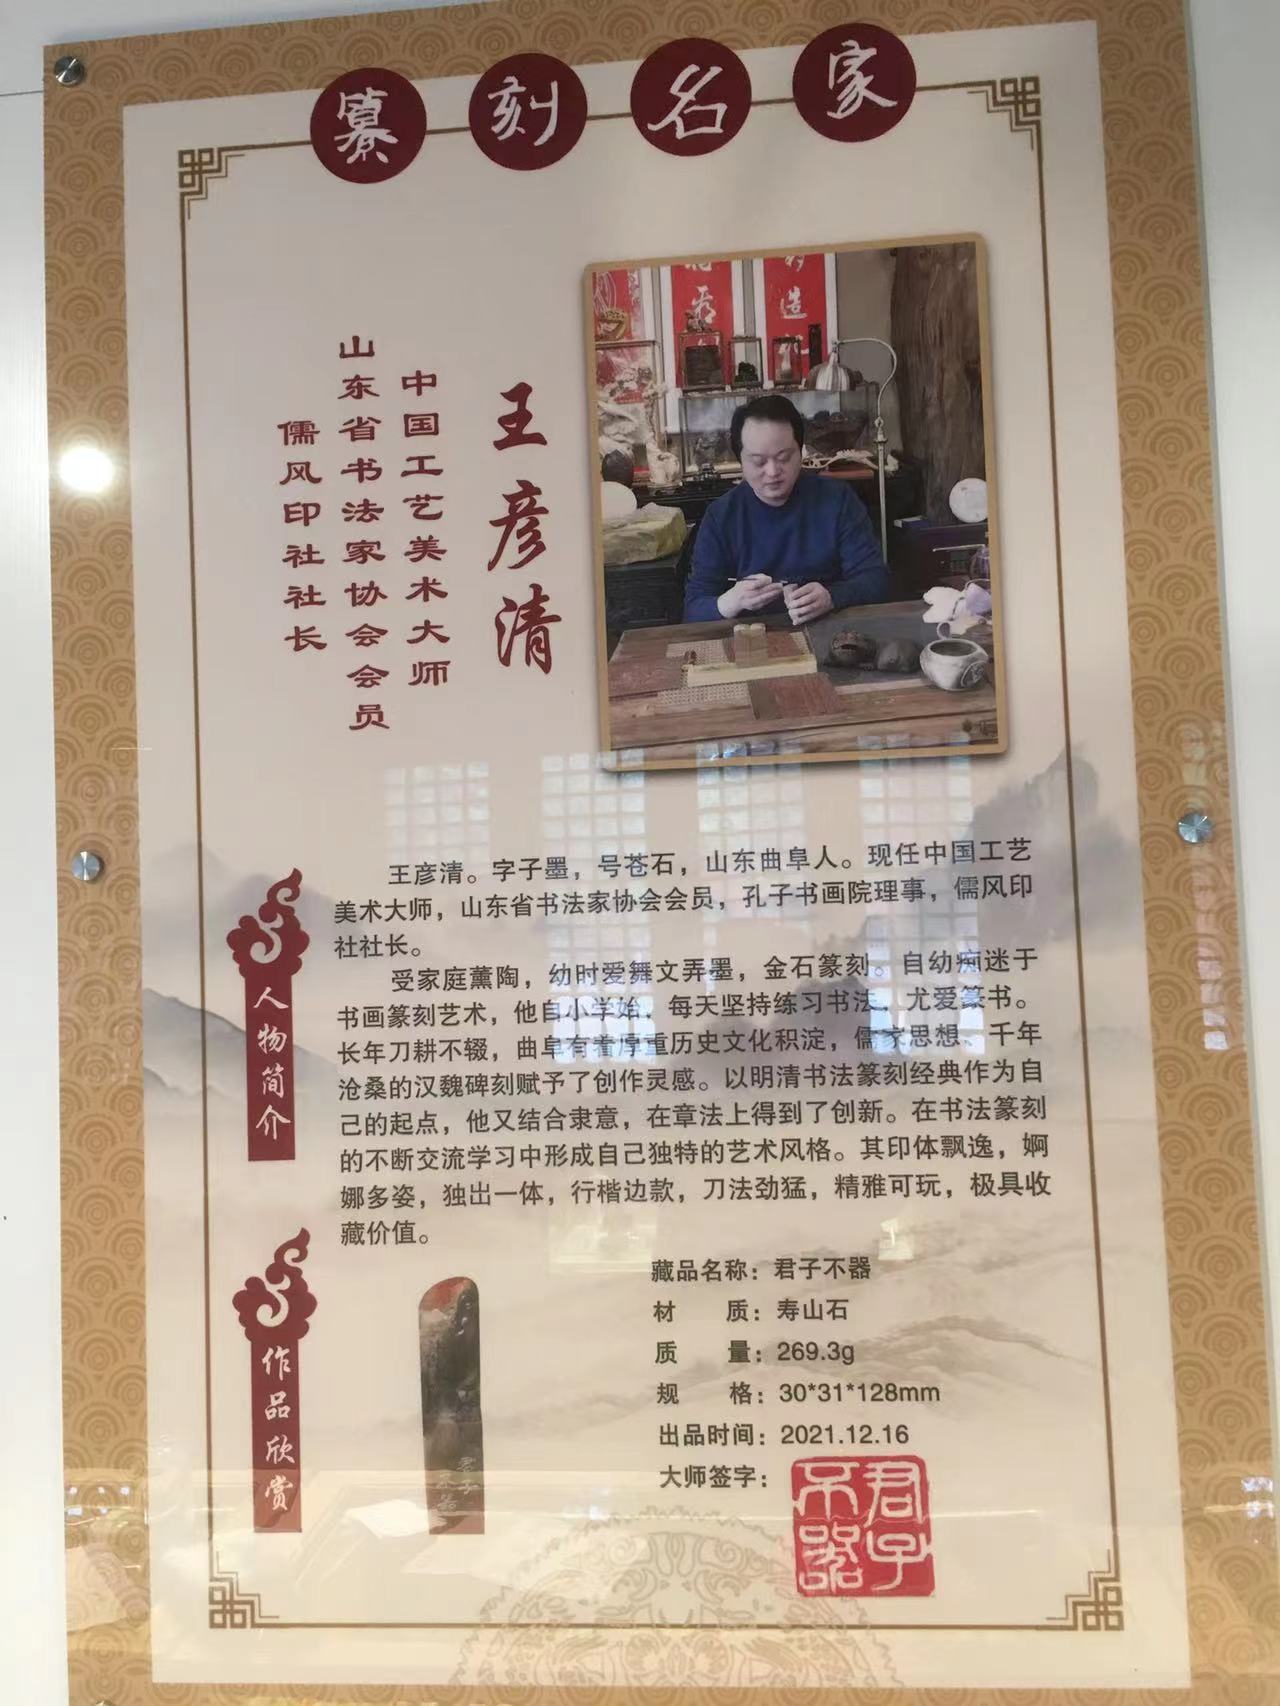 篆刻名家
王彦清
中国工艺美术大师
山东省书法家协会会员
儒风印社社长
人物简介
王彦清。字子墨，号苍石，山东曲阜人。现任中国工艺
美术大师，山东省书法家协会会员，孔子书画院理事，儒风印
社社长。
受家庭薰陶，幼时爱舞文弄墨，金石篆刻。自幼痴迷于
书画篆刻艺术，他自小学始，每天坚持练习书法，尤爱篆书。
长年刀耕不辍，曲阜有着厚重历史文化积淀，儒家思想、千年
沧桑的汉魏碑刻赋予了创作灵感。以明清书法篆刻经典作为自
己的起点，他又结合隶意，在章法上得到了创新。在书法篆刻
的不断交流学习中形成自己独特的艺术风格。其印体飘逸，婀
娜多姿，独出一体，行楷边款，刀法劲猛，精雅可玩，极具收
藏价值。
作品欣赏
君子
不器
藏品名称：君子不器
材 质：寿山石
质 量：269.3g
规 格：30*31*128mm
出品时间：2021.12.16
大师签字：
君子
不器